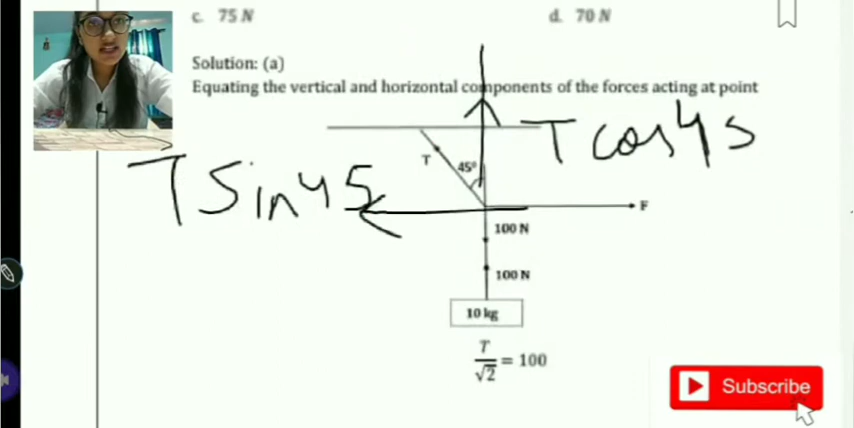 c. 75 N
d. 70 N
Solution: (a)
Equating the vertical and horizontal components of the forces acting at point
T cos45
T
45°
T Sin45
F
100 N
100 N
10 kg
T/√2 = 100
Subscribe